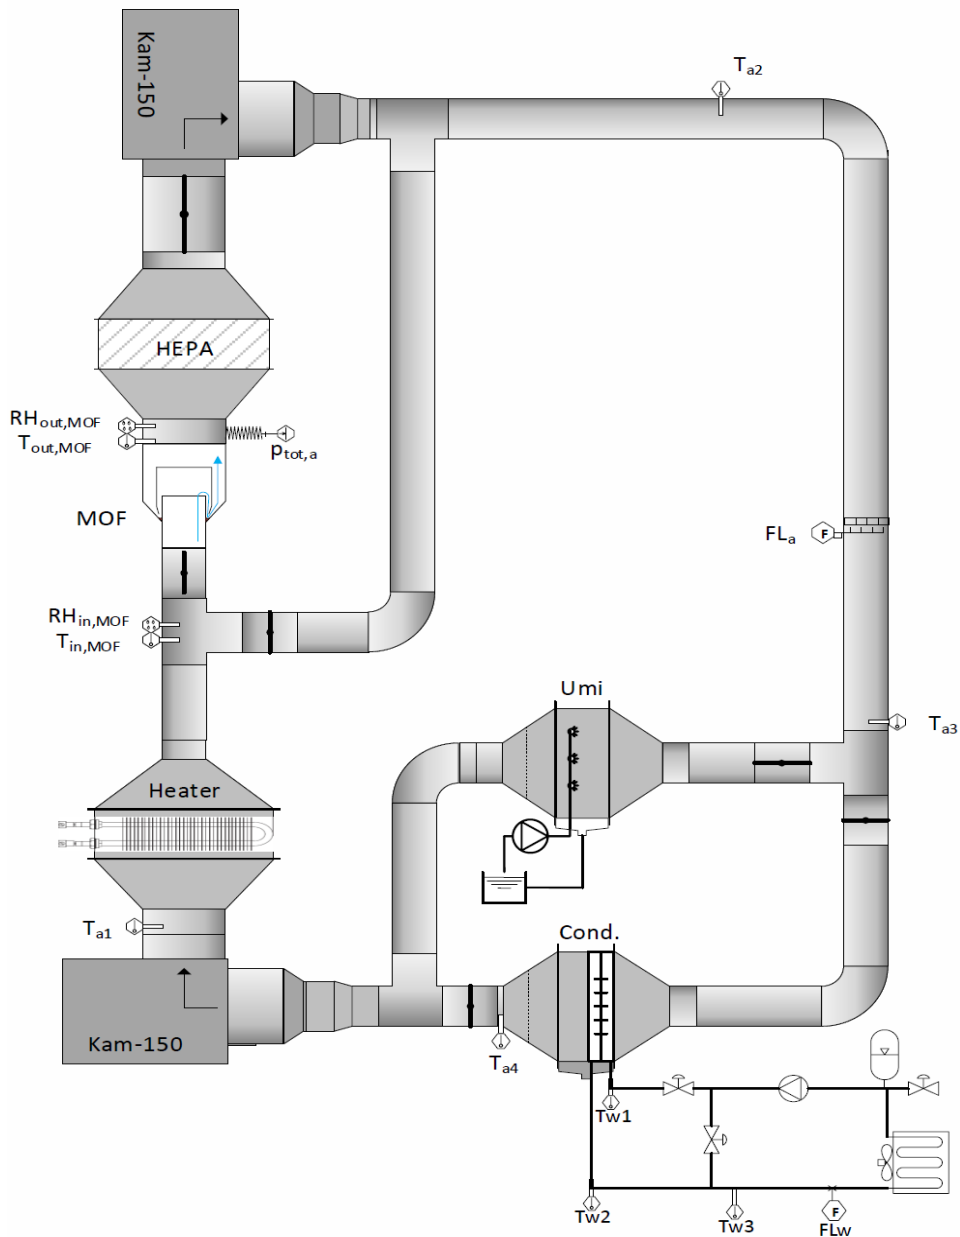 Kam-150
Ta2
HEPA
RHout,MOF
Tout,MOF
ptot,a
MOF
FLa
F
RHin,MOF
Tin,MOF
Umi
Ta3
Heater
Ta1
Cond.
Kam-150
Ta4
Tw1
Tw2
Tw3
F
FLw